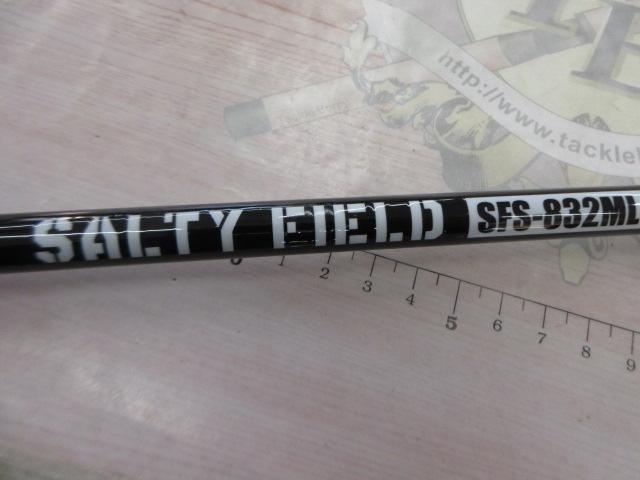 http://www.tackle
SALTY FIELD SFS-832ML
0 1 2 3 4 5 6 7 8 9